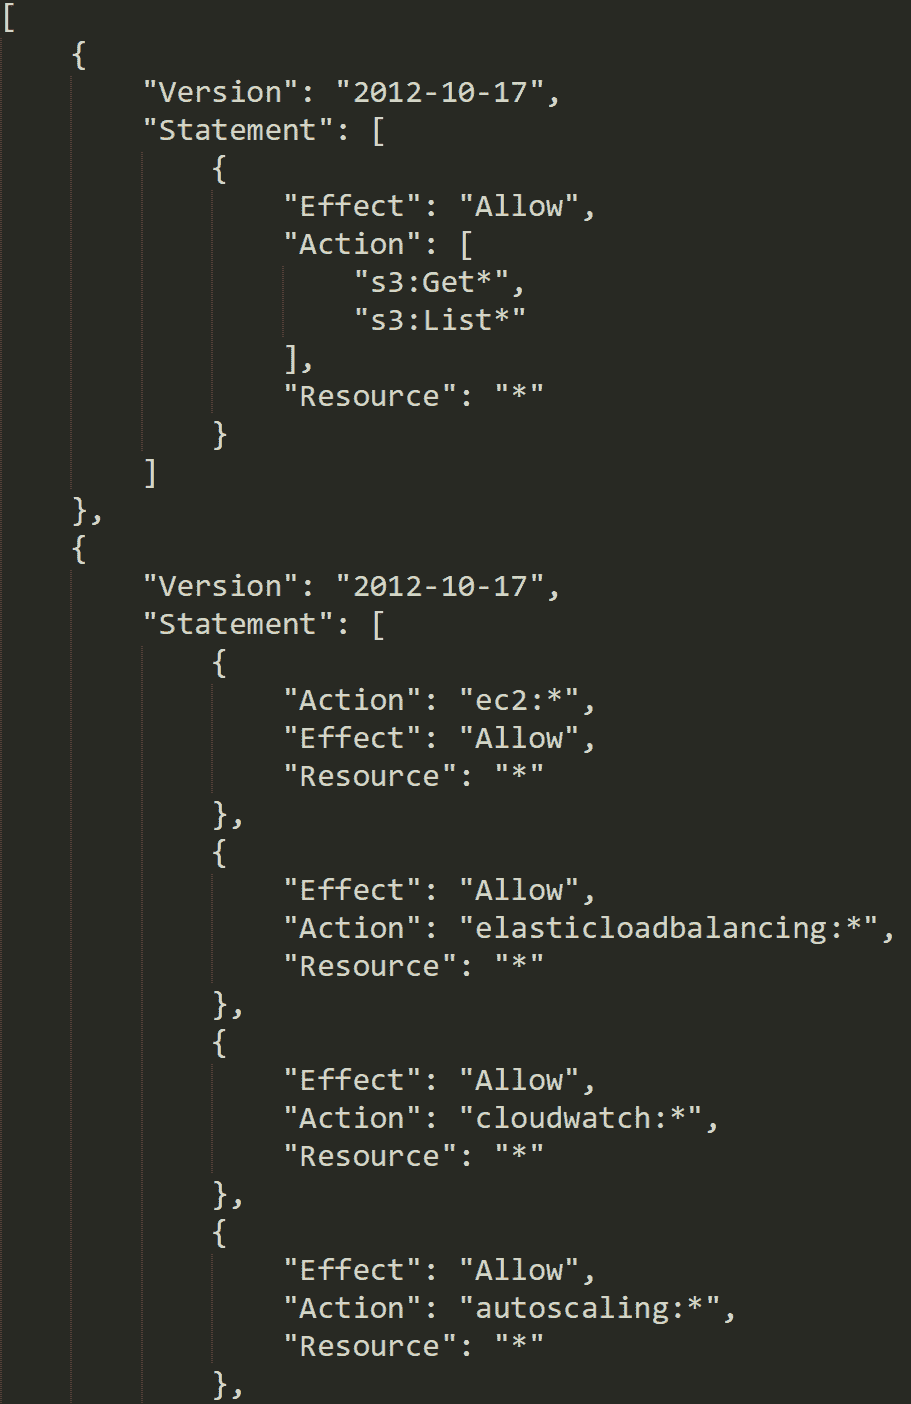 [
    {
        "Version": "2012-10-17",
        "Statement": [
            {
                "Effect": "Allow",
                "Action": [
                    "s3:Get*",
                    "s3:List*"
                ],
                "Resource": "*"
            }
        ]
    },
    {
        "Version": "2012-10-17",
        "Statement": [
            {
                "Action": "ec2:*",
                "Effect": "Allow",
                "Resource": "*"
            },
            {
                "Effect": "Allow",
                "Action": "elasticloadbalancing:*",
                "Resource": "*"
            },
            {
                "Effect": "Allow",
                "Action": "cloudwatch:*",
                "Resource": "*"
            },
            {
                "Effect": "Allow",
                "Action": "autoscaling:*",
                "Resource": "*"
            },